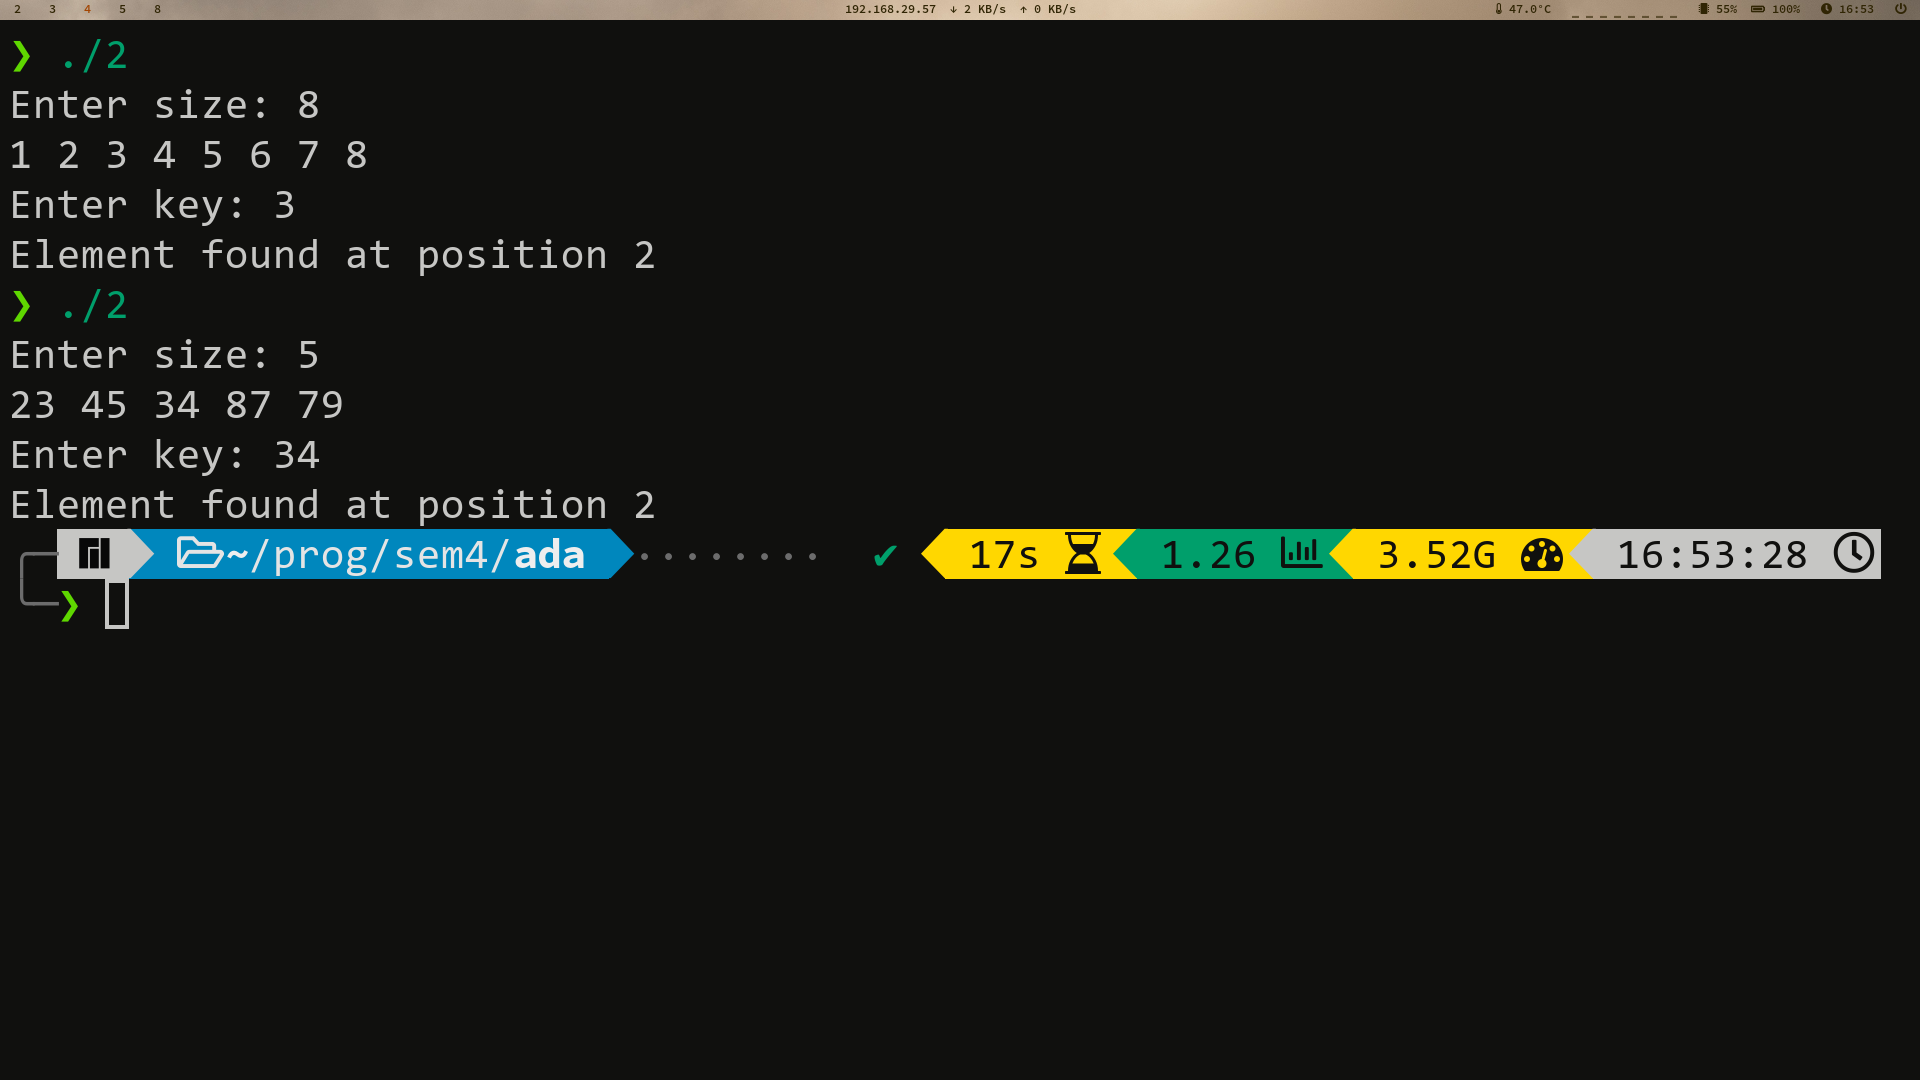 2 3 4 5 8 192.168.29.57 ↓ 2 KB/s ↑ 0 KB/s 47.0°C 55% 100% 16:53
❯ ./2
Enter size: 8
1 2 3 4 5 6 7 8
Enter key: 3
Element found at position 2
❯ ./2
Enter size: 5
23 45 34 87 79
Enter key: 34
Element found at position 2
~/prog/sem4/ada ········ ✔ 17s 1.26 3.52G 16:53:28
❯